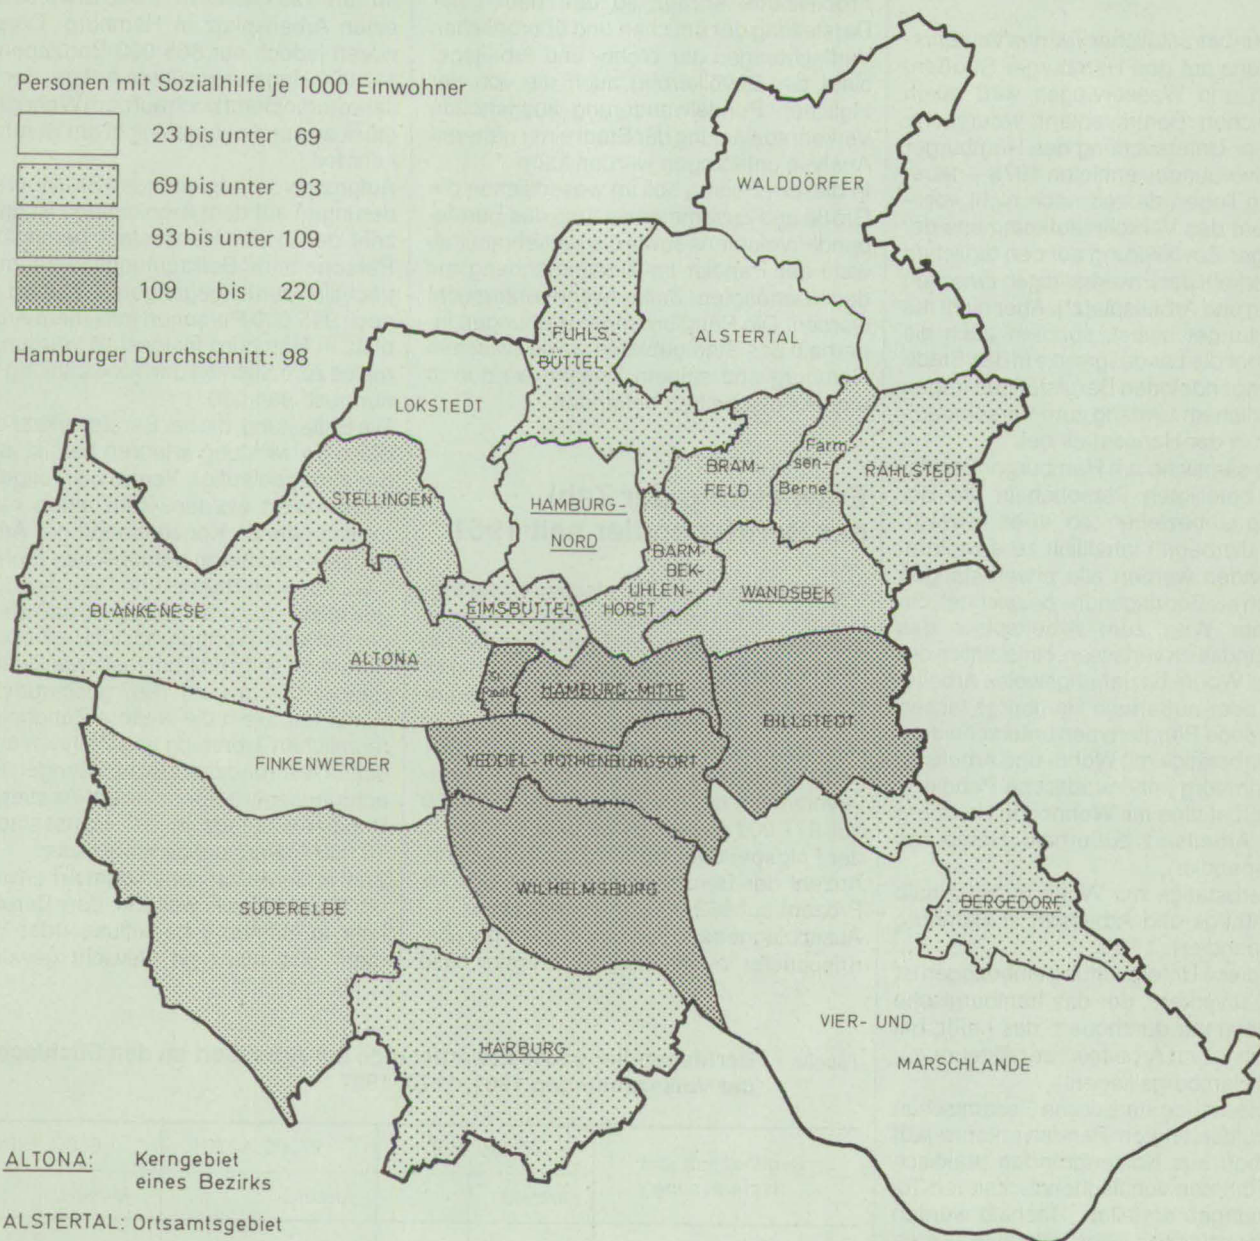 Personen mit Sozialhilfe je 1000 Einwohner
23 bis unter 69
69 bis unter 93
93 bis unter 109
109 bis 220
Hamburger Durchschnitt: 98
WALDDÖRFER
ALSTERTAL
FUHLS
BÜTTEL
LOKSTEDT
STELLINGEN
HAMBURG-
NORD
BRAM-
FELD
Farm-
sen-
Berne
RAHLSTEDT
BARM-
BEK-
UHLEN-
HORST
WANDSBEK
EIMSBÜTTEL
BLANKENESE
ALTONA
St.
Pauli
HAMBURG-MITTE
BILLSTEDT
FINKENWERDER
VEDDEL-ROTHENBURGSORT
WILHELMSBURG
SÜDERELBE
BERGEDORF
HARBURG
VIER- UND
MARSCHLANDE
ALTONA: Kerngebiet
eines Bezirks
ALSTERTAL: Ortsamtsgebiet